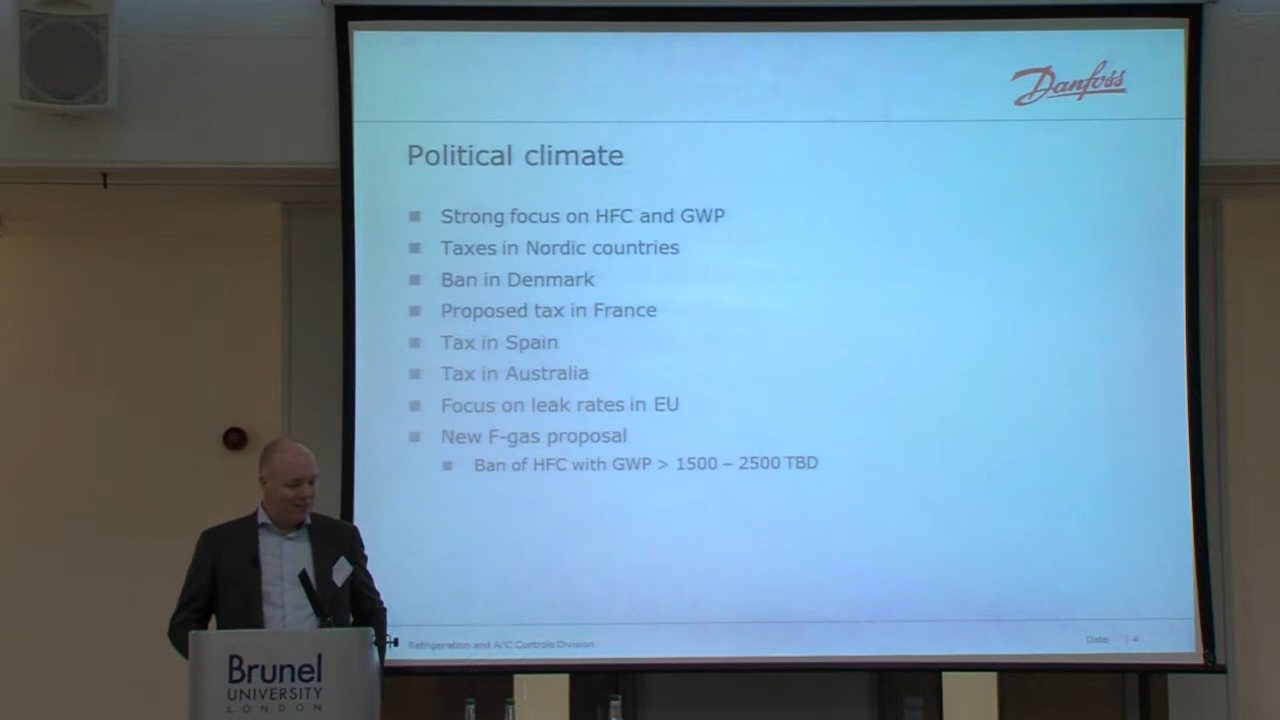 Danfoss
Political climate
Strong focus on HFC and GWP
Taxes in Nordic countries
Ban in Denmark
Proposed tax in France
Tax in Spain
Tax in Australia
Focus on leak rates in EU
New F-gas proposal
Ban of HFC with GWP > 1500 – 2500 TBD
Refrigeration and A/C Controls Division
Date | 4
Brunel
UNIVERSITY
LONDON